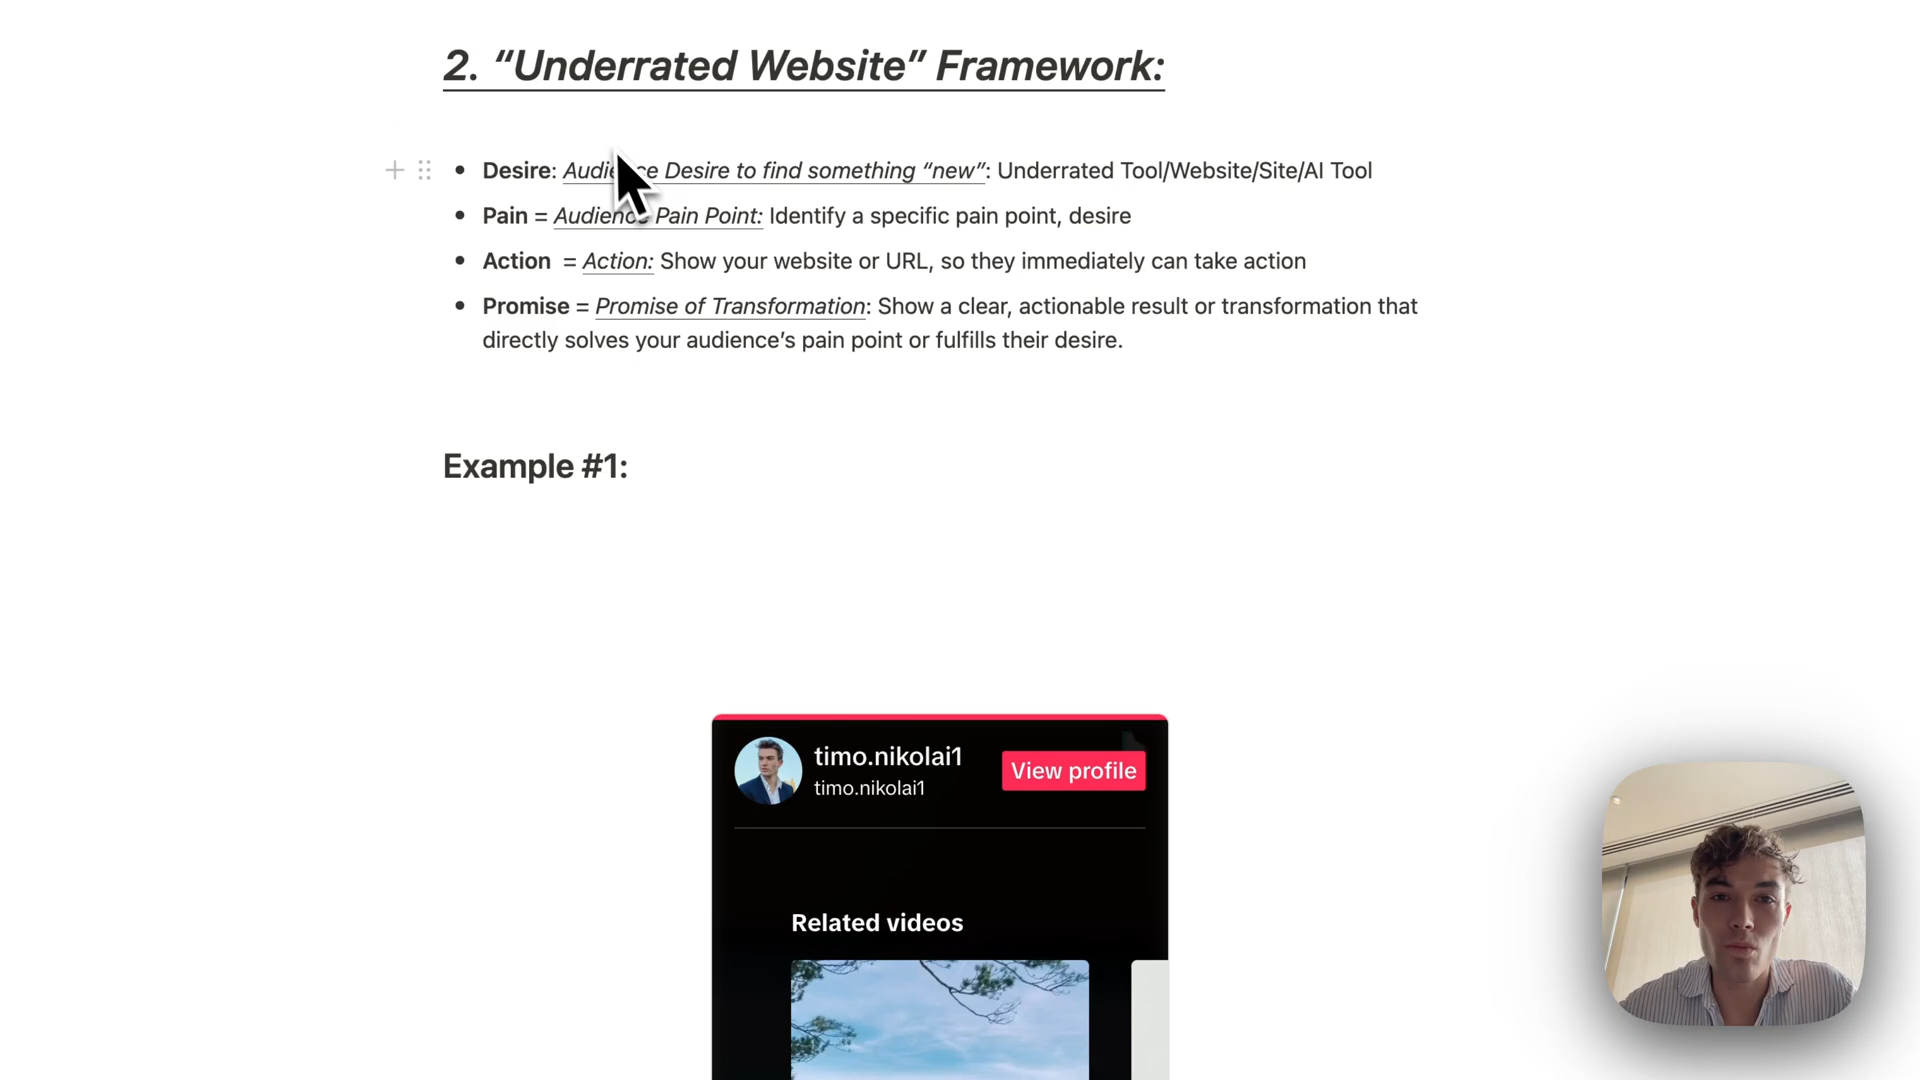 2. “Underrated Website” Framework:
Desire: Audience Desire to find something “new”: Underrated Tool/Website/Site/AI Tool
Pain = Audience Pain Point: Identify a specific pain point, desire
Action = Action: Show your website or URL, so they immediately can take action
Promise = Promise of Transformation: Show a clear, actionable result or transformation that
directly solves your audience’s pain point or fulfills their desire.
Example #1:
timo.nikolai1
timo.nikolai1
View profile
Related videos